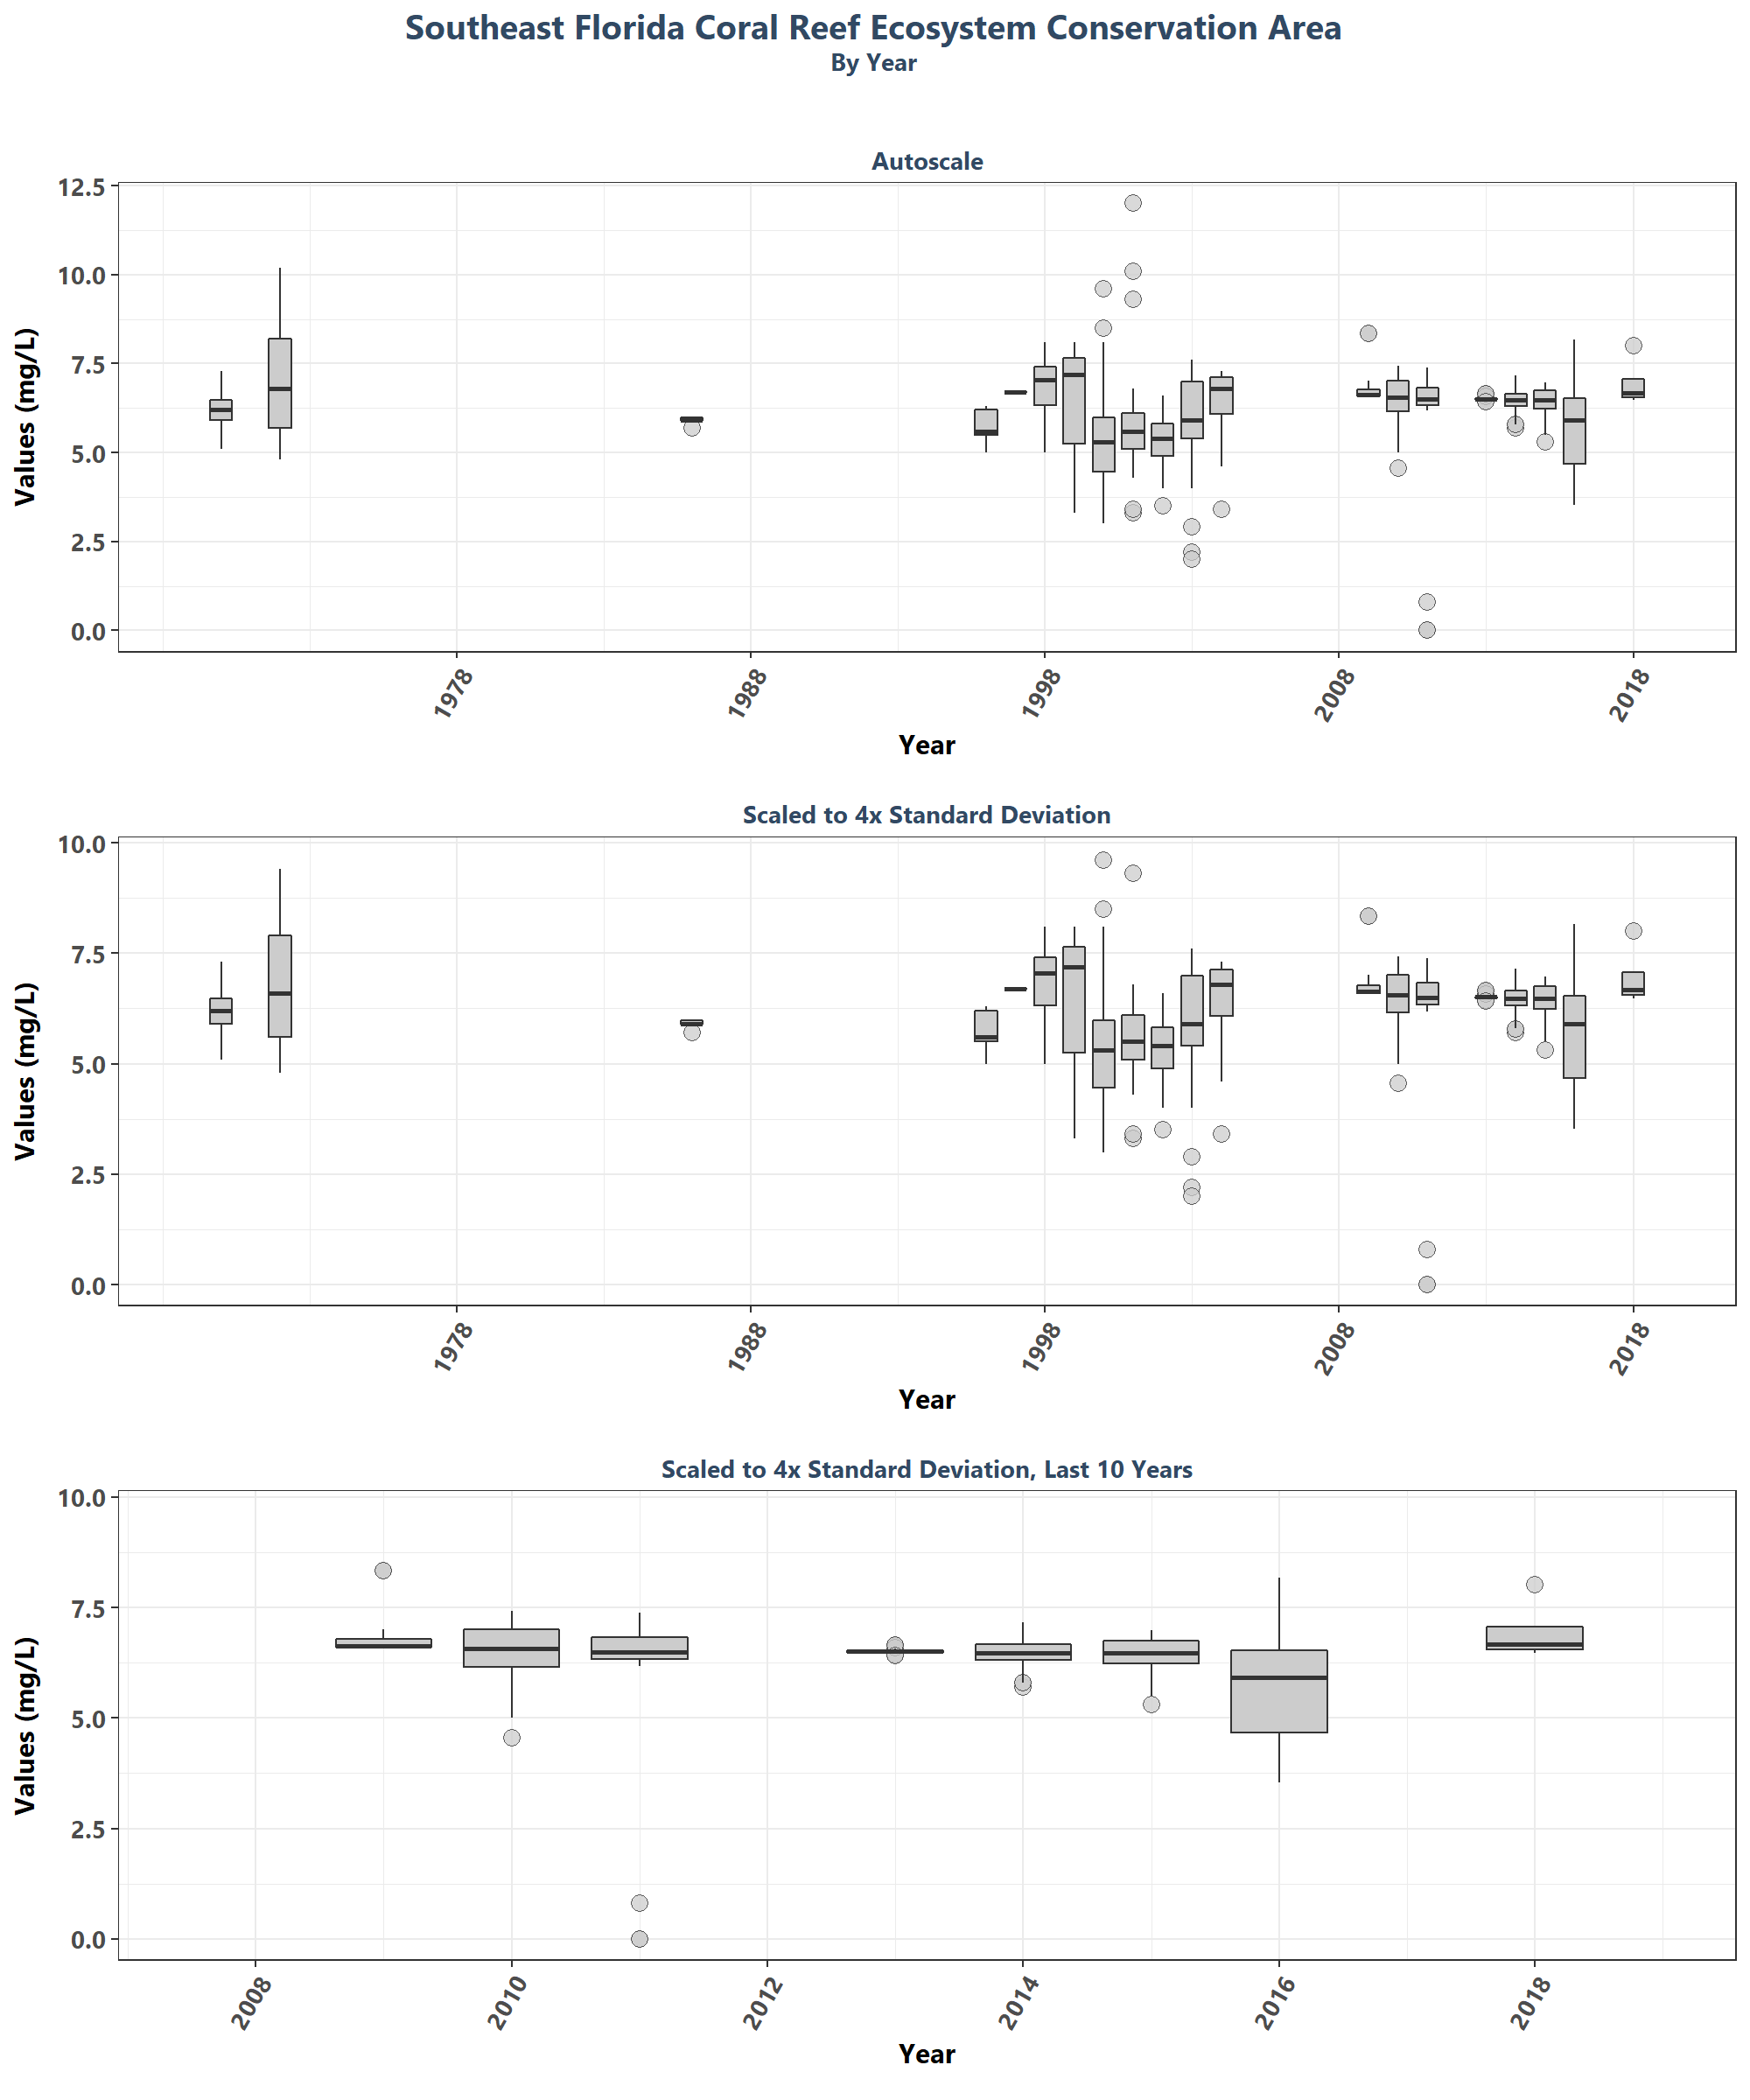 Southeast Florida Coral Reef Ecosystem Conservation Area
By Year
Autoscale
Values (mg/L)
12.5
10.0
7.5
5.0
2.5
0.0
1978
1988
1998
2008
2018
Year
Scaled to 4x Standard Deviation
Values (mg/L)
10.0
7.5
5.0
2.5
0.0
1978
1988
1998
2008
2018
Year
Scaled to 4x Standard Deviation, Last 10 Years
Values (mg/L)
10.0
7.5
5.0
2.5
0.0
2008
2010
2012
2014
2016
2018
Year